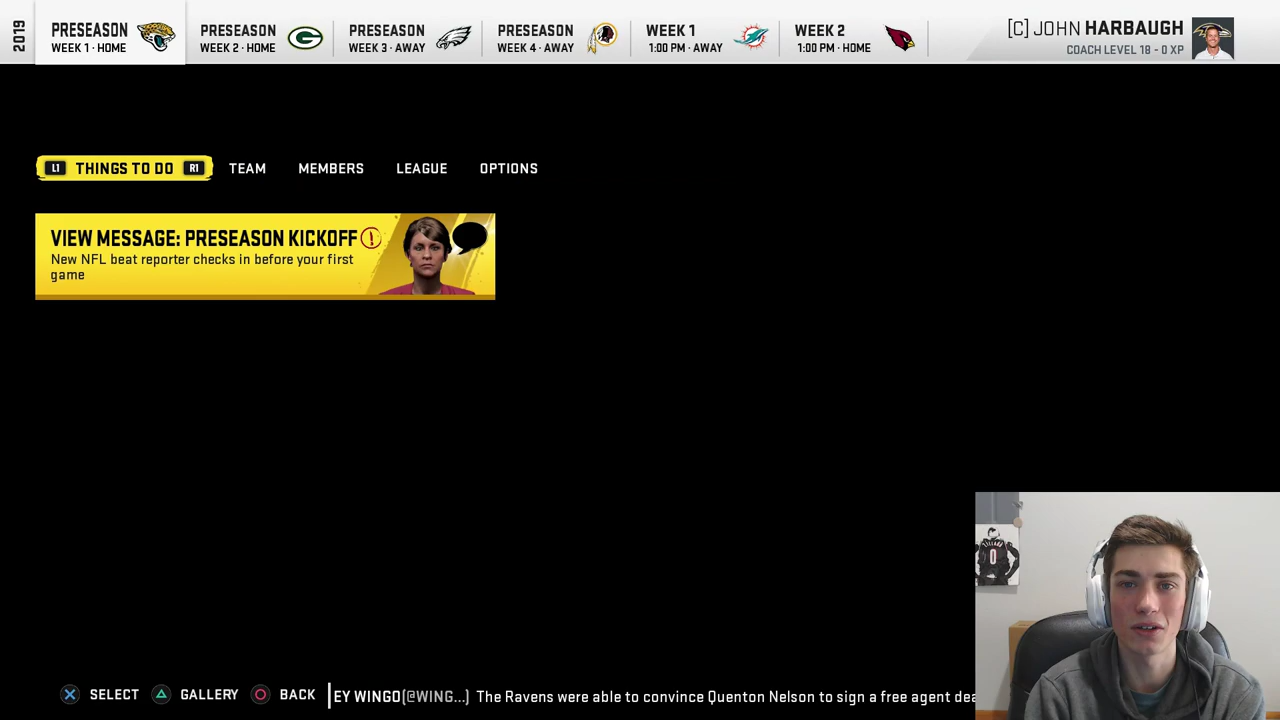 2019
PRESEASON
WEEK 1 · HOME
PRESEASON
WEEK 2 · HOME
PRESEASON
WEEK 3 · AWAY
PRESEASON
WEEK 4 · AWAY
WEEK 1
1:00 PM · AWAY
WEEK 2
1:00 PM · HOME
[C] JOHN HARBAUGH
COACH LEVEL 18 - 0 XP
L1 THINGS TO DO R1 TEAM MEMBERS LEAGUE OPTIONS
VIEW MESSAGE: PRESEASON KICKOFF
New NFL beat reporter checks in before your first
game
0
SELECT GALLERY BACK EY WINGO(@WING...) The Ravens were able to convince Quenton Nelson to sign a free agent dea